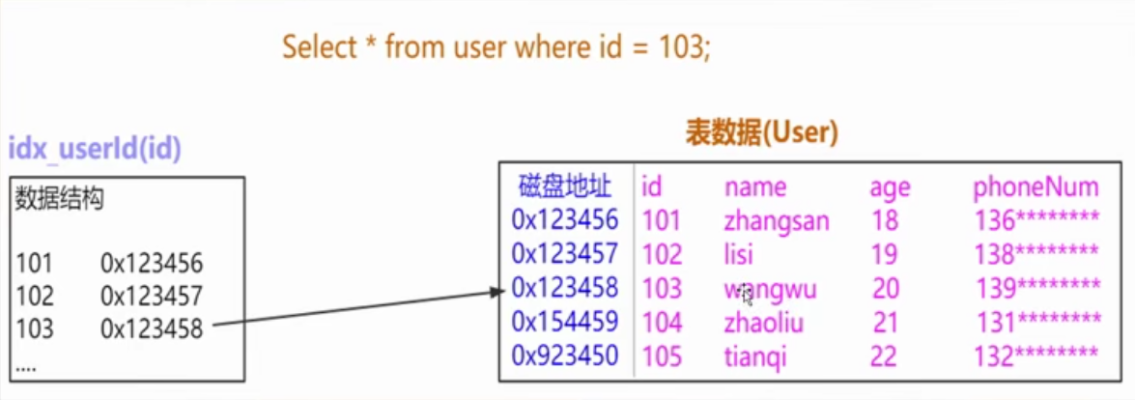 Select * from user where id = 103;
idx_userId(id)
数据结构
101 0x123456
102 0x123457
103 0x123458
....
表数据(User)
磁盘地址 id name age phoneNum
0x123456 101 zhangsan 18 136********
0x123457 102 lisi 19 138********
0x123458 103 wangwu 20 139********
0x154459 104 zhaoliu 21 131********
0x923450 105 tianqi 22 132********